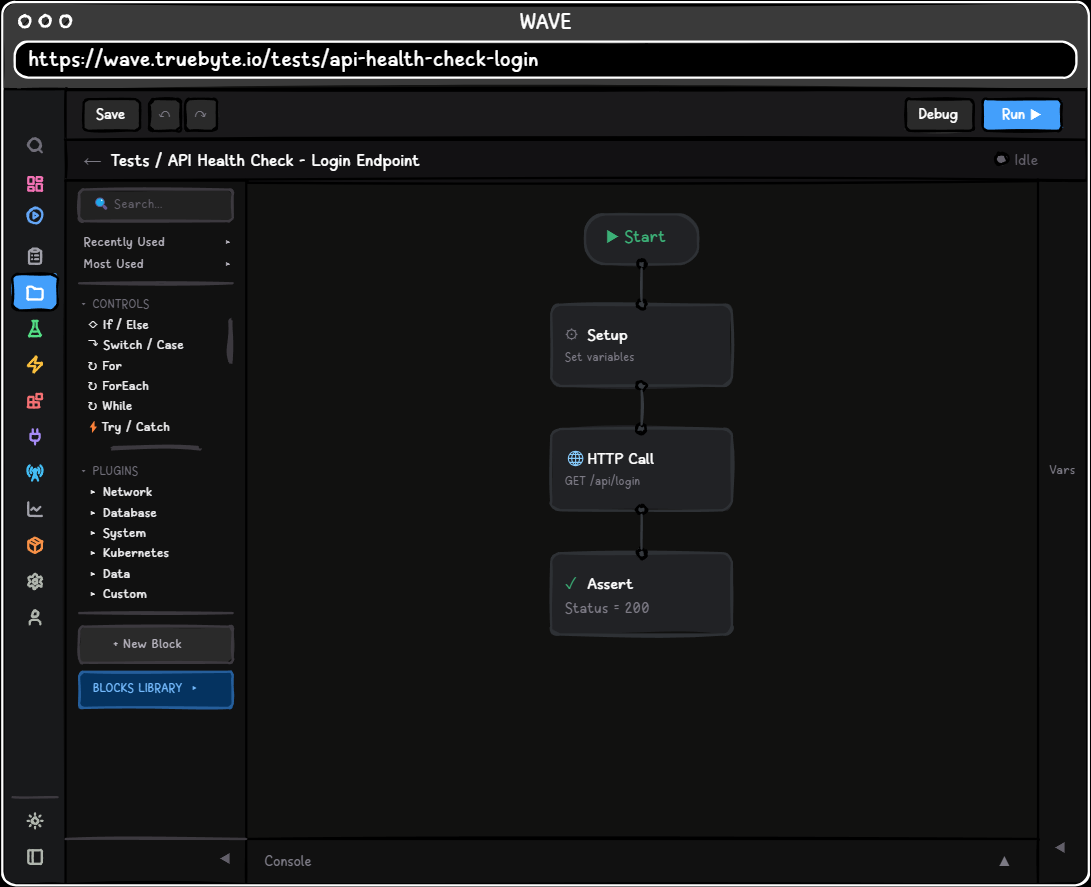 WAVE
https://wave.truebyte.io/tests/api-health-check-login
Save
Debug
Run ▶
← Tests / API Health Check - Login Endpoint
Idle
Search...
Recently Used
Most Used
- CONTROLS
If / Else
Switch / Case
For
ForEach
While
Try / Catch
- PLUGINS
Network
Database
System
Kubernetes
Data
Custom
+ New Block
BLOCKS LIBRARY
Start
Setup
Set variables
HTTP Call
GET /api/login
Assert
Status = 200
Vars
Console